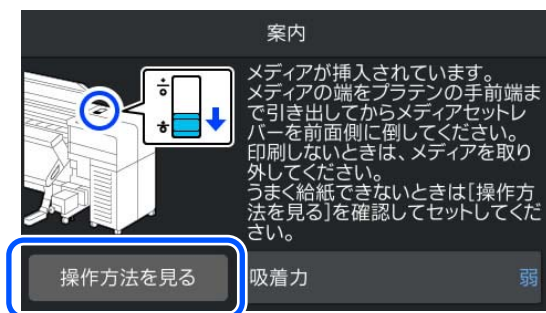 案内
メディアが挿入されています。
メディアの端をプラテンの手前端ま
で引き出してからメディアセットレ
バーを前面側に倒してください。
印刷しないときは、メディアを取り
外してください。
うまく給紙できないときは[操作方
法を見る]を確認してセットしてくだ
さい。
操作方法を見る
吸着力
弱